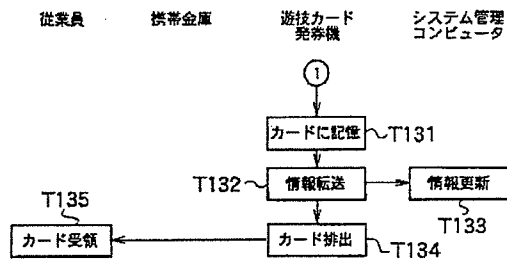 従業員
携帯金庫
遊技カード
発券機
システム管理
コンピュータ
1
カードに記憶
T131
T132
情報転送
情報更新
T133
T135
カード受領
カード排出
T134